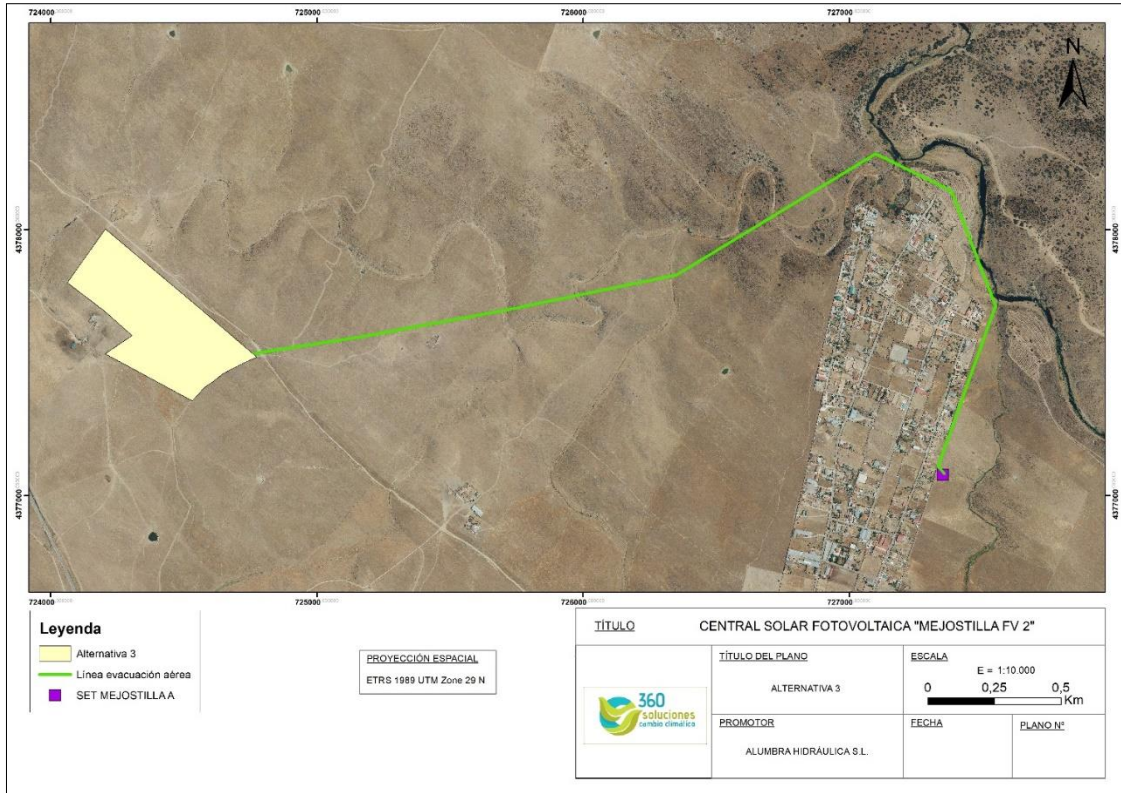 724000
725000
726000
727000
N
4378000
4378000
4377000
4377000
724000
725000
726000
727000
Leyenda
Alternativa 3
Línea evacuación aérea
SET MEJOSTILLA A
PROYECCIÓN ESPACIAL
ETRS 1989 UTM Zone 29 N
TÍTULO
CENTRAL SOLAR FOTOVOLTAICA "MEJOSTILLA FV 2"
360
soluciones
cambio climático
TÍTULO DEL PLANO
ALTERNATIVA 3
ESCALA
E = 1:10.000
0 0,25 0,5
Km
PROMOTOR
ALUMBRA HIDRÁULICA S.L.
FECHA
PLANO Nº